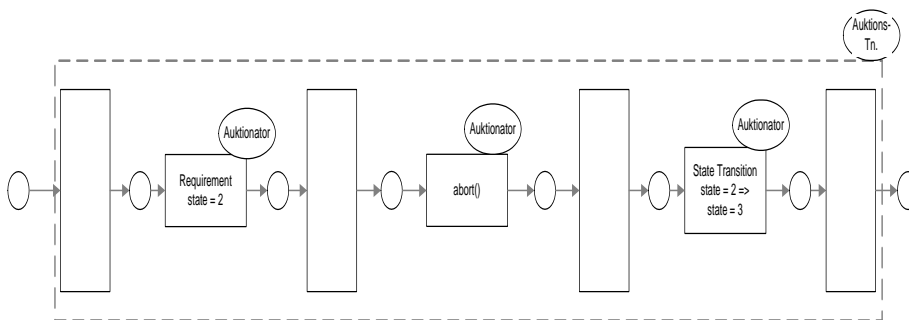 Auktions-
Tn.
Auktionator
Requirement
state = 2
Auktionator
abort()
Auktionator
State Transition
state = 2 =>
state = 3